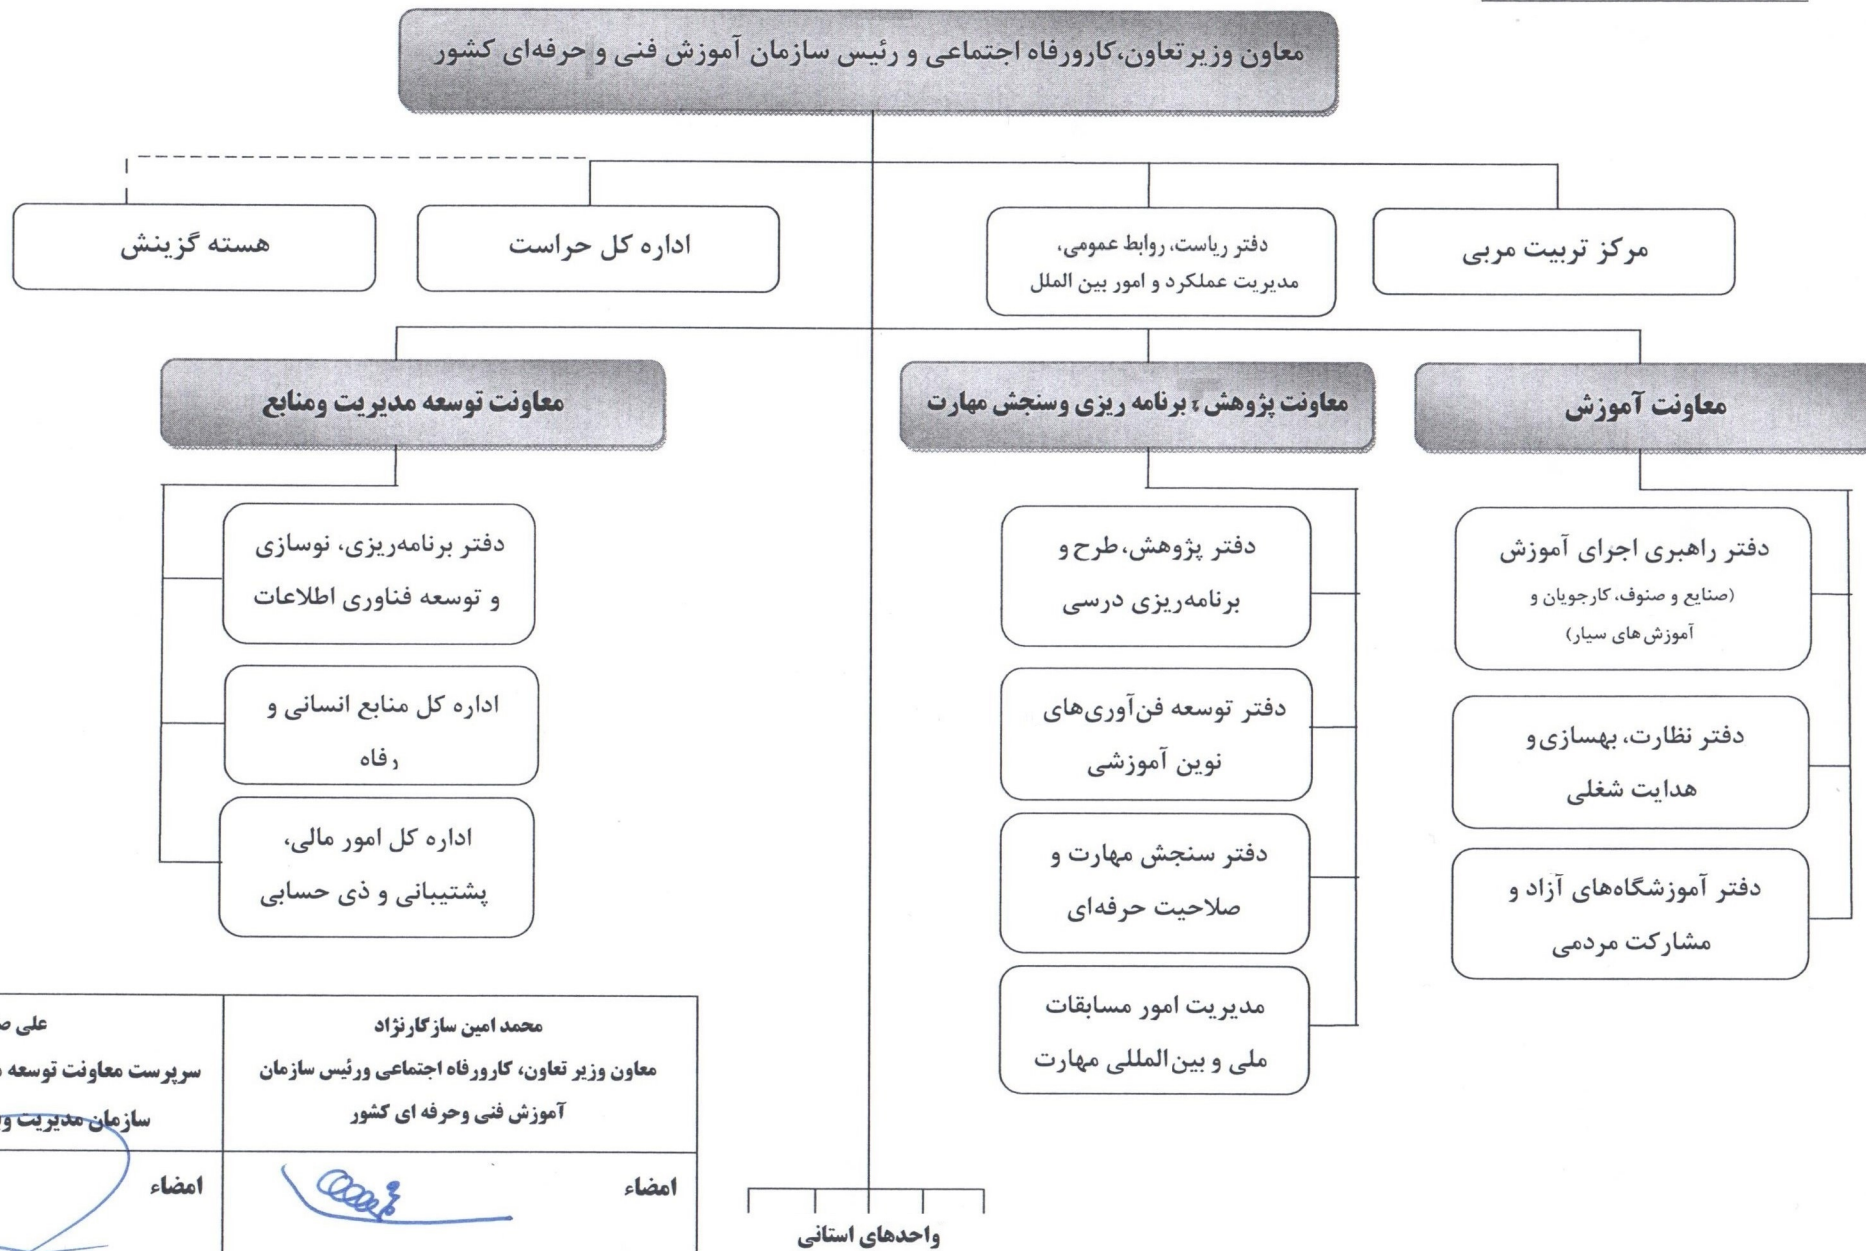 معاون وزیرتعاون،کارورفاه اجتماعی و رئیس سازمان آموزش فنی و حرفه‌ای کشور
مرکز تربیت مربی
دفتر ریاست، روابط عمومی،
مدیریت عملکرد و امور بین الملل
اداره کل حراست
هسته گزینش
معاونت آموزش
معاونت پژوهش ، برنامه ریزی وسنجش مهارت
معاونت توسعه مدیریت ومنابع
دفتر راهبری اجرای آموزش
(صنایع و صنوف، کارجویان و
آموزش های سیار)
دفتر نظارت، بهسازی و
هدایت شغلی
دفتر آموزشگاه‌های آزاد و
مشارکت مردمی
دفتر پژوهش،طرح و
برنامه‌ریزی درسی
دفتر توسعه فن‌آوری‌های
نوین آموزشی
دفتر سنجش مهارت و
صلاحیت حرفه‌ای
مدیریت امور مسابقات
ملی و بین‌المللی مهارت
دفتر برنامه‌ریزی، نوسازی
و توسعه فناوری اطلاعات
اداره کل منابع انسانی و
رفاه
اداره کل امور مالی،
پشتیبانی و ذی حسابی
واحدهای استانی
محمد امین سازگارنژاد
معاون وزیر تعاون، کارورفاه اجتماعی ورئیس سازمان
آموزش فنی وحرفه ای کشور
امضاء
علی
سرپرست معاونت توسعه
سازمان مدیریت
امضاء